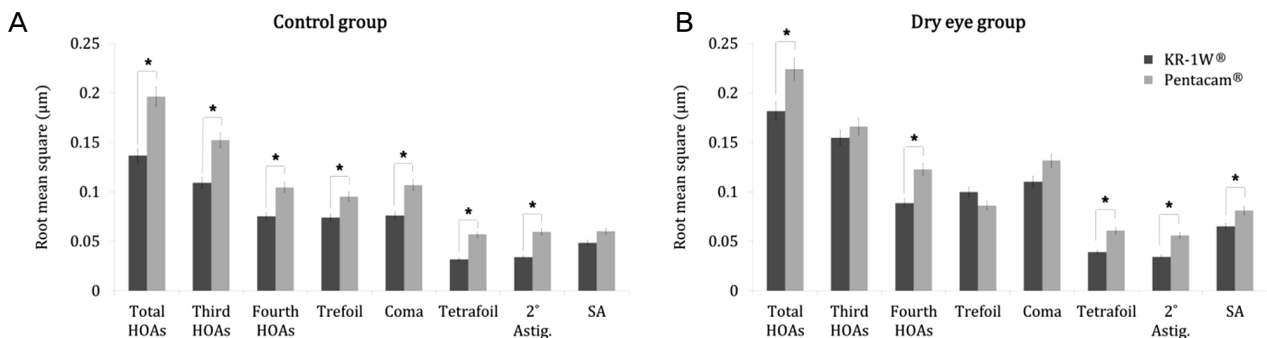 A
Control group
Root mean square (µm)
0.25
0.2
0.15
0.1
0.05
0
*
*
*
*
*
*
*
Total HOAs
Third HOAs
Fourth HOAs
Trefoil
Coma
Tetrafoil
2° Astig.
SA
B
Dry eye group
Root mean square (µm)
0.25
0.2
0.15
0.1
0.05
0
*
*
*
*
*
KR-1W®
Pentacam®
Total HOAs
Third HOAs
Fourth HOAs
Trefoil
Coma
Tetrafoil
2° Astig.
SA